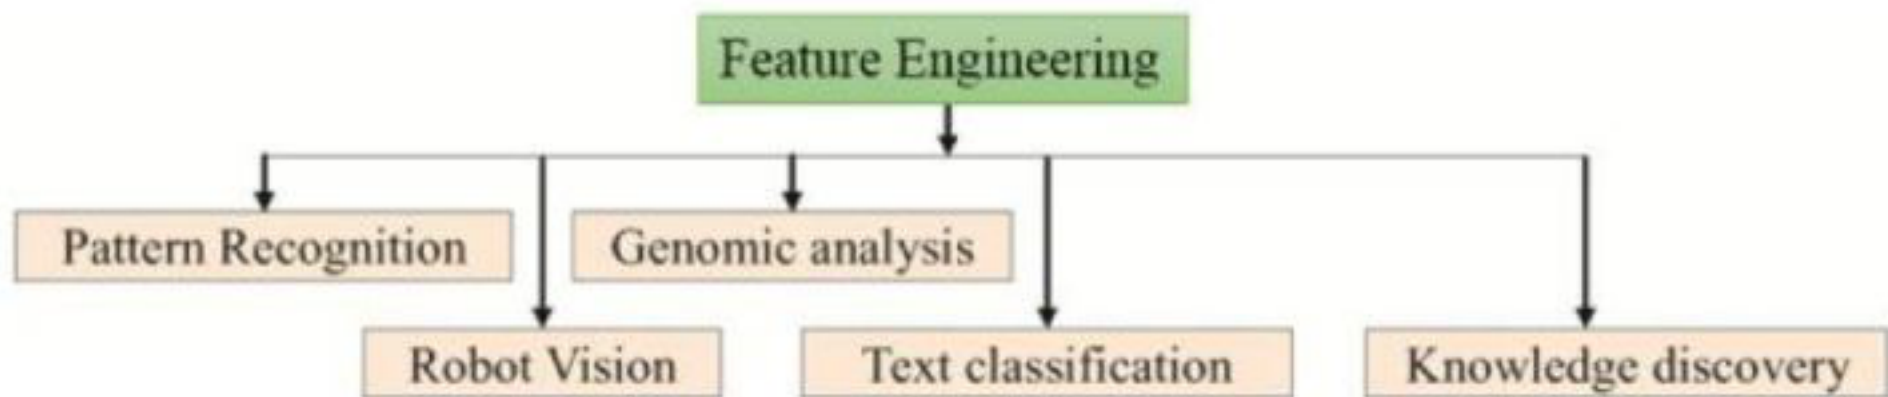 Feature Engineering
Pattern Recognition
Genomic analysis
Robot Vision
Text classification
Knowledge discovery